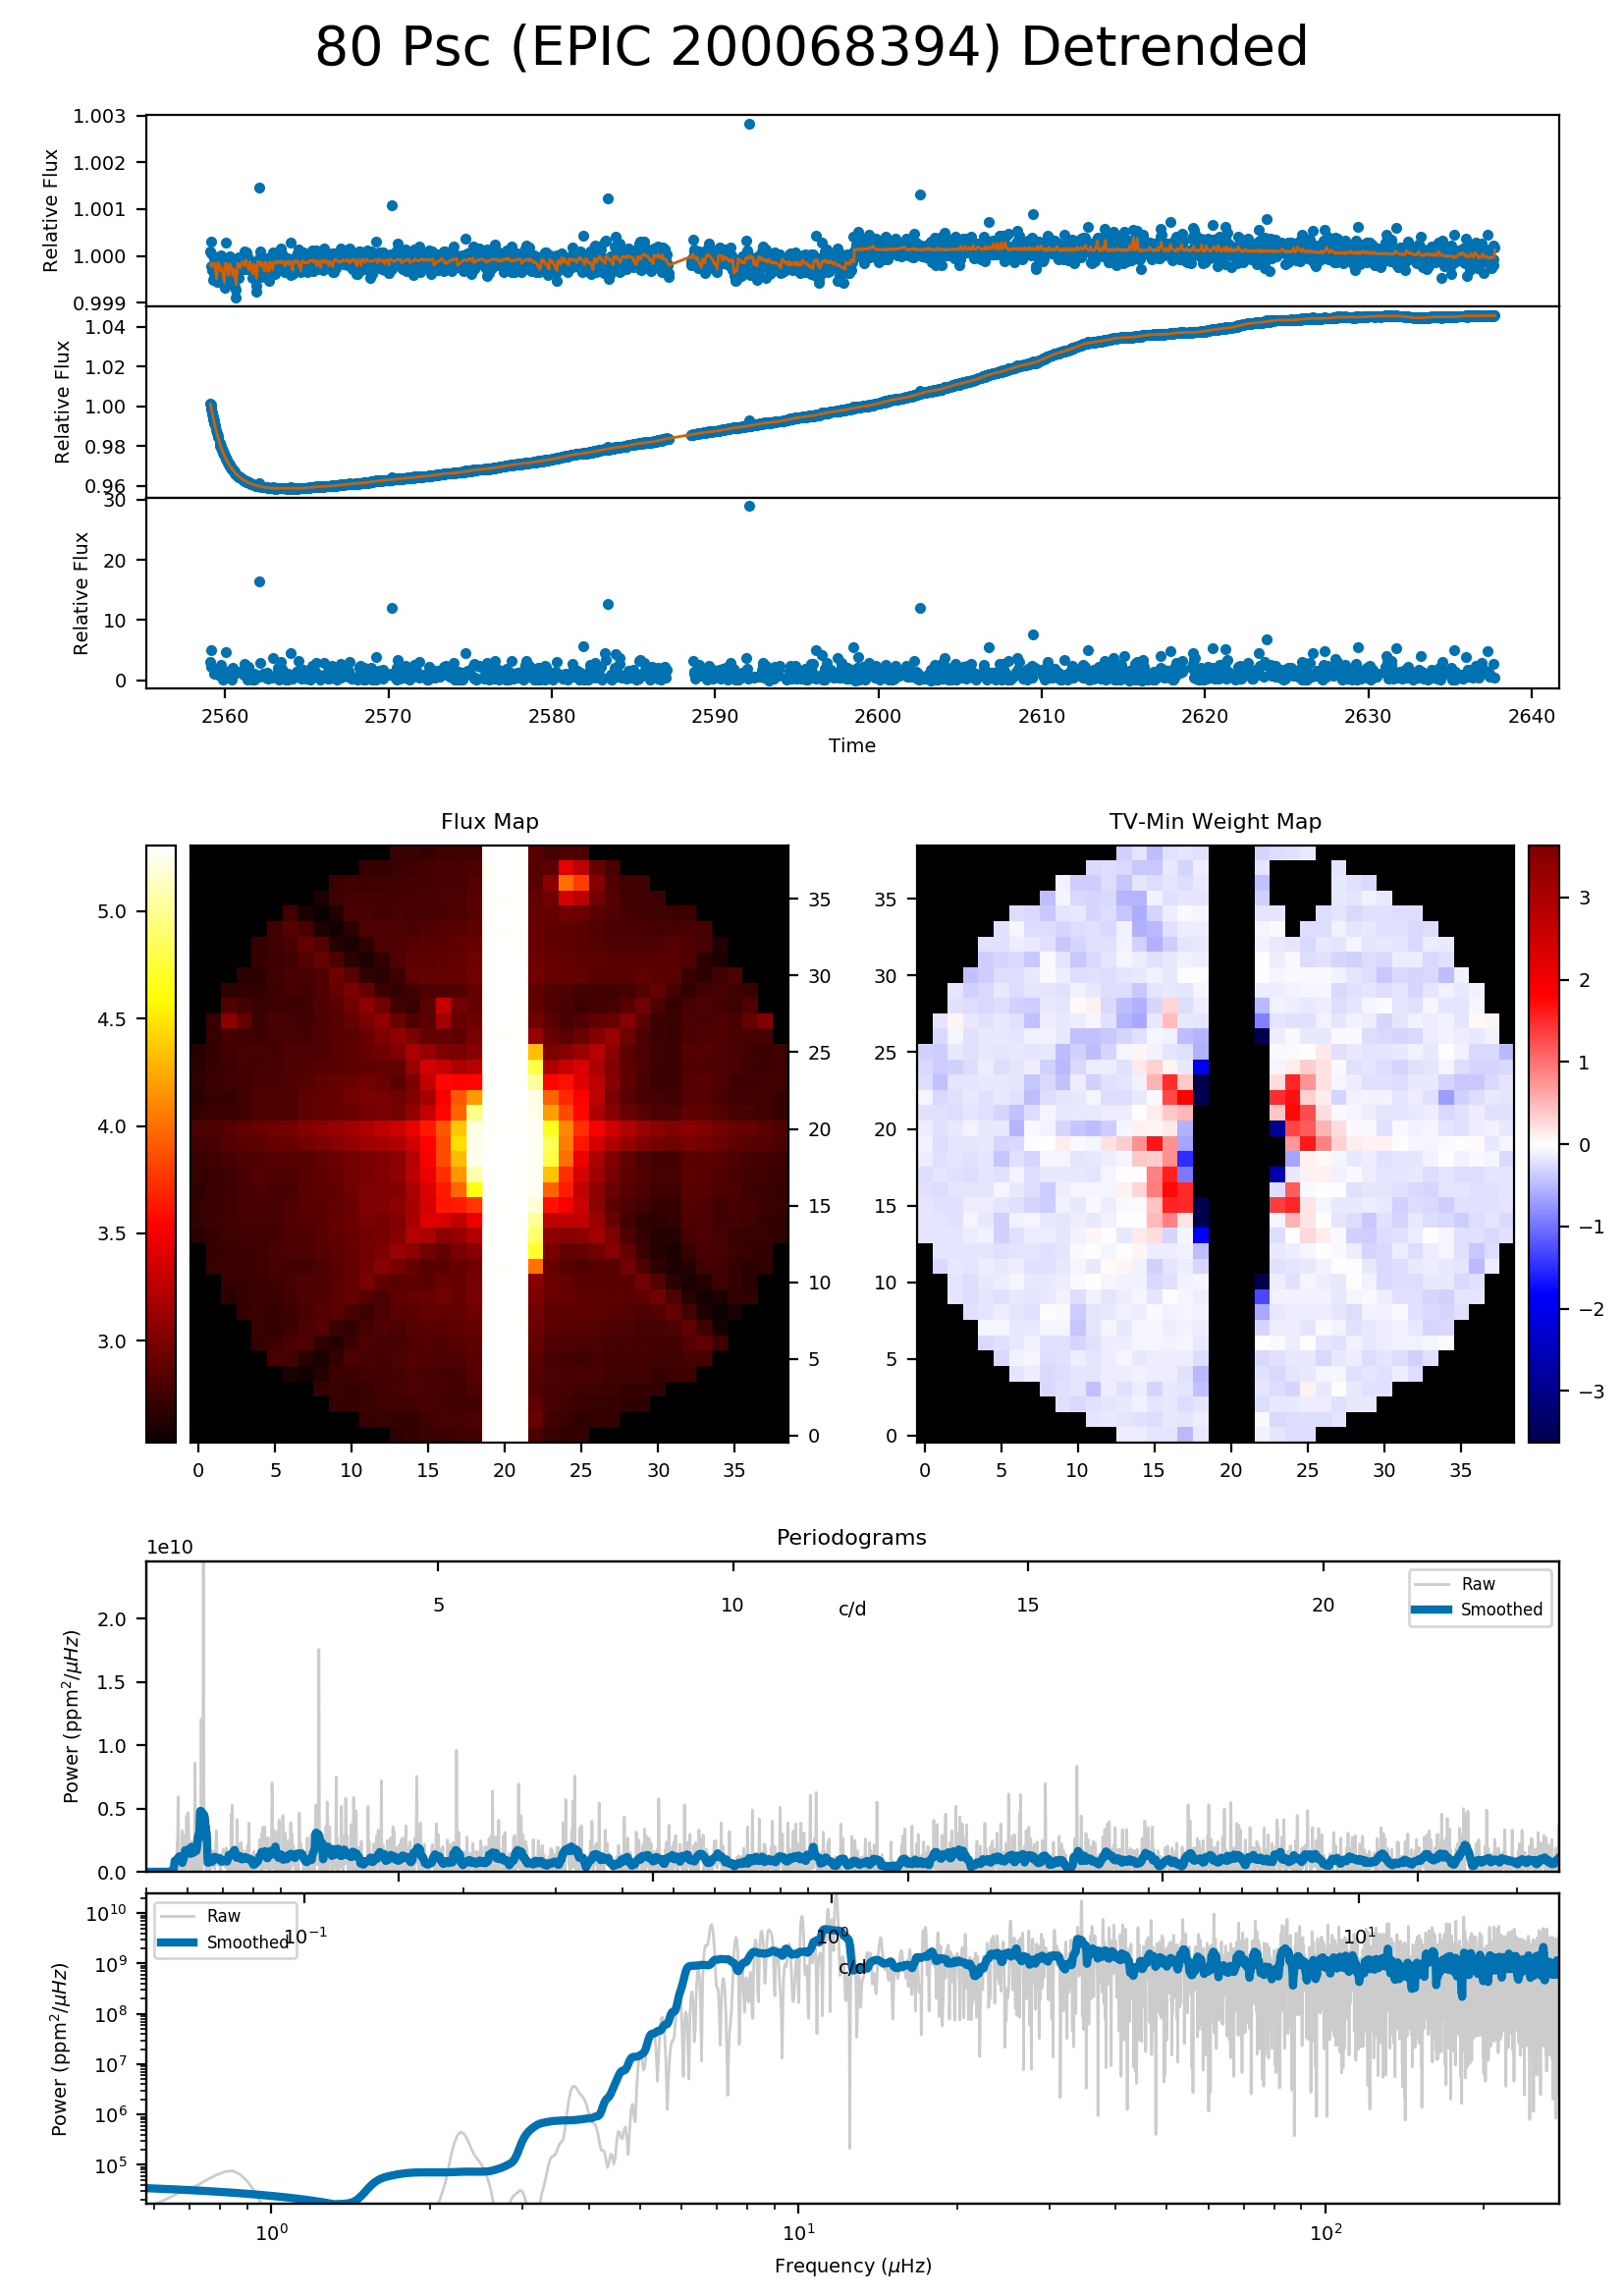 80 Psc (EPIC 200068394) Detrended
1.003
1.002
1.001
1.000
0.999
Relative Flux
1.04
1.02
1.00
0.98
0.96
Relative Flux
30
20
10
0
Relative Flux
2560 2570 2580 2590 2600 2610 2620 2630 2640
Time
Flux Map
5.0
4.5
4.0
3.5
3.0
35
30
25
20
15
10
5
0
0 5 10 15 20 25 30 35
TV-Min Weight Map
35
30
25
20
15
10
5
0
0 5 10 15 20 25 30 35
3
2
1
0
−1
−2
−3
Periodograms
1e10
5 10 15 20
c/d
Raw
Smoothed
2.0
1.5
1.0
0.5
0.0
Power (ppm²/μHz)
Raw
Smoothed
10⁻¹ 10⁰ 10¹
c/d
10¹⁰
10⁹
10⁸
10⁷
10⁶
10⁵
Power (ppm²/μHz)
10⁰ 10¹ 10²
Frequency (μHz)